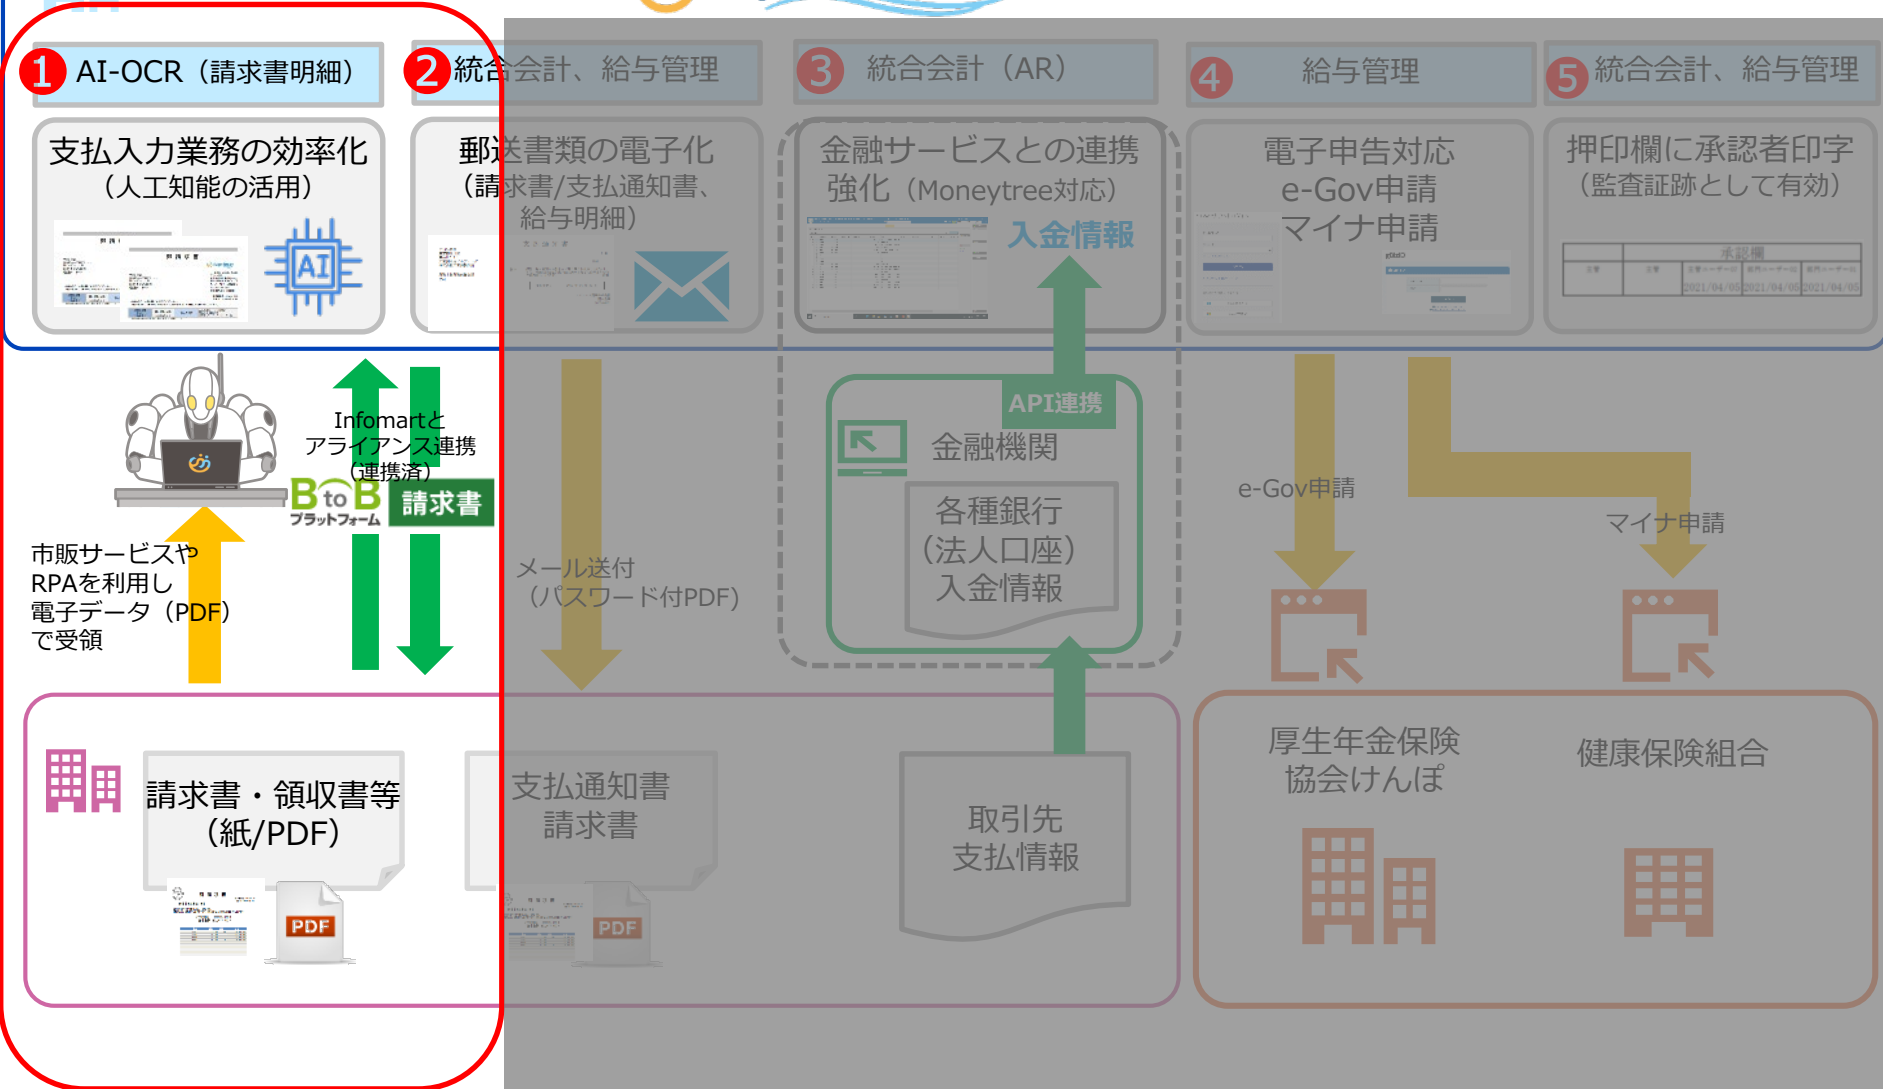 ❶ AI-OCR（請求書明細）
支払入力業務の効率化
（人工知能の活用）
AI
❷ 統合会計、給与管理
郵送書類の電子化
（請求書/支払通知書、
給与明細）
❸ 統合会計（AR）
金融サービスとの連携
強化（Moneytree対応）
入金情報
❹ 給与管理
電子申告対応
e-Gov申請
マイナ申請
❺ 統合会計、給与管理
押印欄に承認者印字
（監査証跡として有効）
承認欄
2021/04/05 2021/04/05 2021/04/05
Infomartと
アライアンス連携
（連携済）
BtoB
プラットフォーム
請求書
市販サービスや
RPAを利用し
電子データ（PDF）
で受領
メール送付
（パスワード付PDF)
API連携
金融機関
各種銀行
（法人口座）
入金情報
e-Gov申請
マイナ申請
請求書・領収書等
（紙/PDF）
PDF
支払通知書
請求書
PDF
取引先
支払情報
厚生年金保険
協会けんぽ
健康保険組合